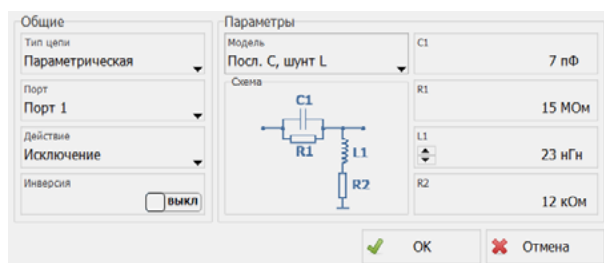 Общие
Тип цепи
Параметрическая
Порт
Порт 1
Действие
Исключение
Инверсия
выкл
Параметры
Модель
Посл. С, шунт L
Схема
C1
R1
L1
R2
C1
7 пФ
R1
15 МОм
L1
23 нГн
R2
12 кОм
ОК
Отмена